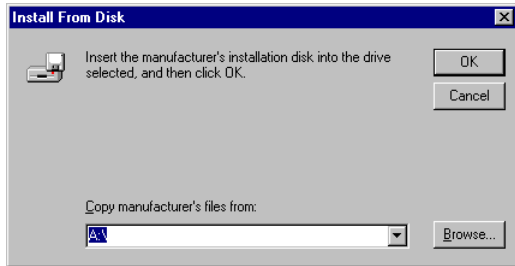 Install From Disk
Insert the manufacturer's installation disk into the drive
selected, and then click OK.
OK
Cancel
Copy manufacturer's files from:
A:\
Browse...